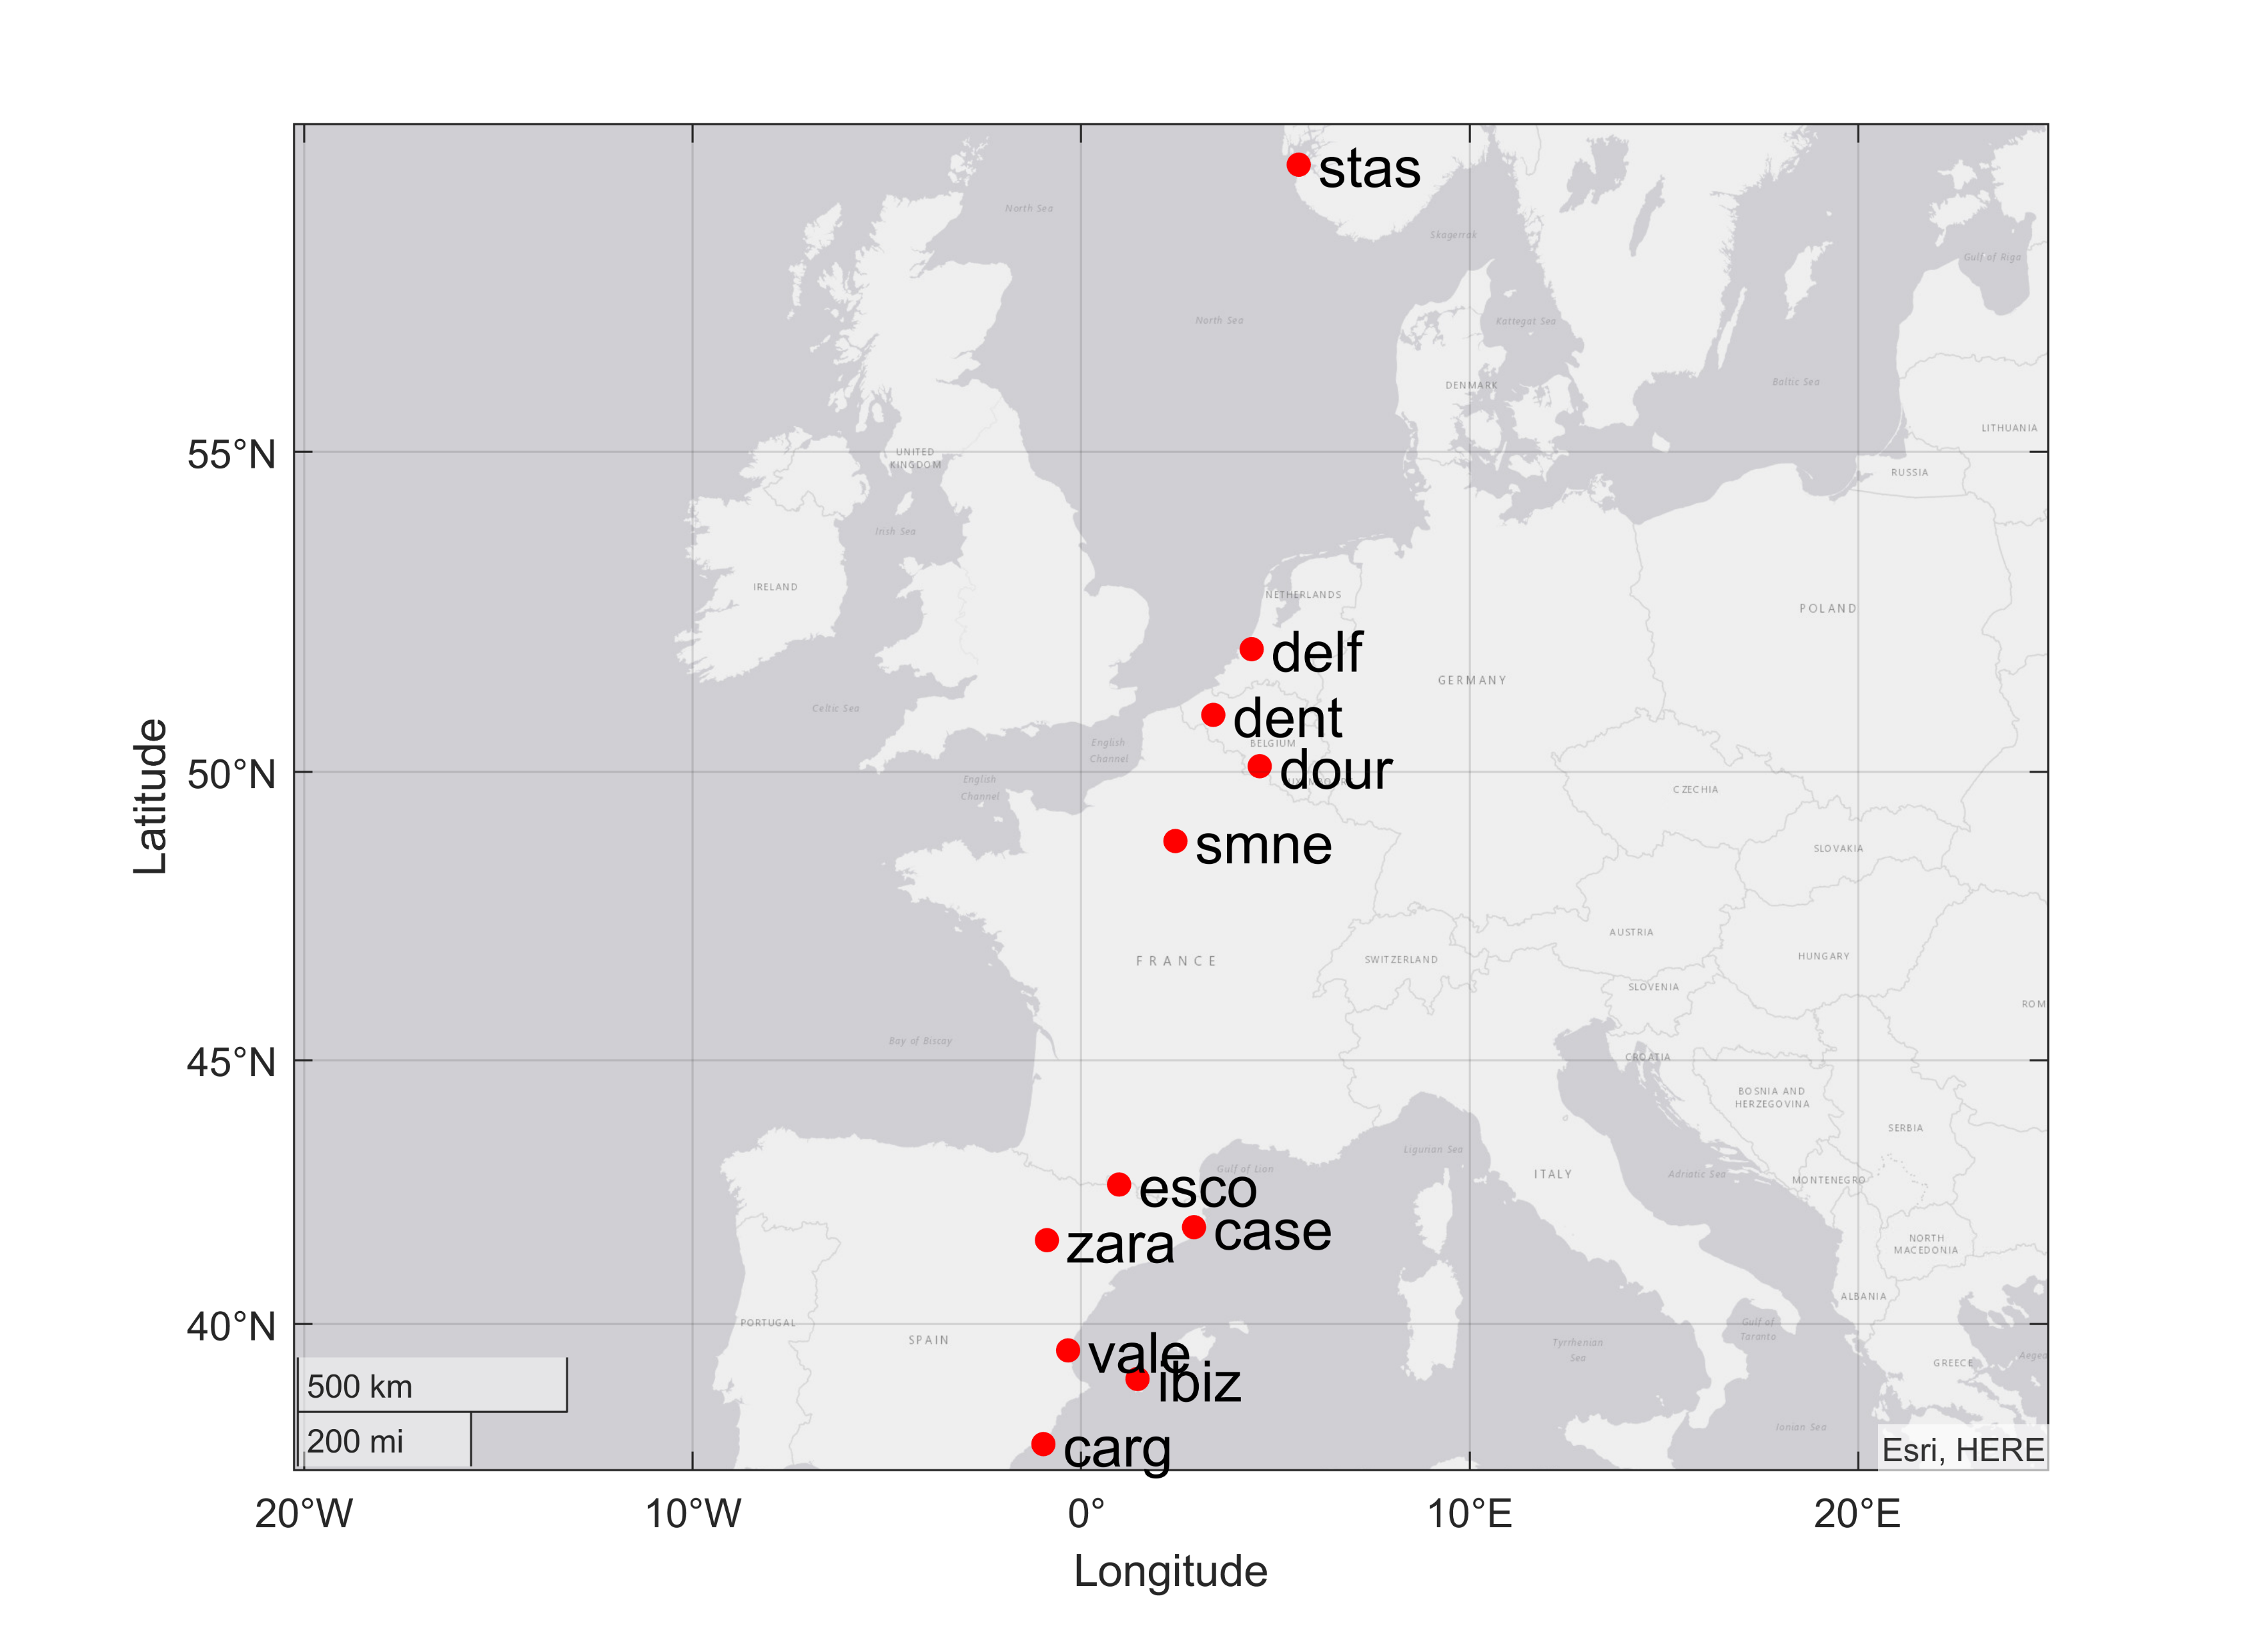 stas
North Sea
Skagerrak
Gulf of Riga
North Sea
Kattegat Sea
Baltic Sea
DENMARK
LITHUANIA
55°N
UNITED
KINGDOM
RUSSIA
Irish Sea
IRELAND
NETHERLANDS
POLAND
delf
GERMANY
Celtic Sea
dent
English
Channel
BELGIUM
50°N
dour
English
Channel
CZECHIA
smne
SLOVAKIA
Latitude
AUSTRIA
FRANCE
SWITZERLAND
HUNGARY
SLOVENIA
ROM
Bay of Biscay
45°N
CROATIA
BOSNIA AND
HERZEGOVINA
SERBIA
Ligurian Sea
Gulf of Lion
ITALY
Adriatic Sea
MONTENEGRO
esco
case
zara
NORTH
MACEDONIA
ALBANIA
40°N
PORTUGAL
SPAIN
Gulf of
Taranto
vale
Tyrrhenian
Sea
GREECE
Aegea
ibiz
500 km
Ionian Sea
200 mi
carg
Esri, HERE
20°W
10°W
0°
10°E
20°E
Longitude